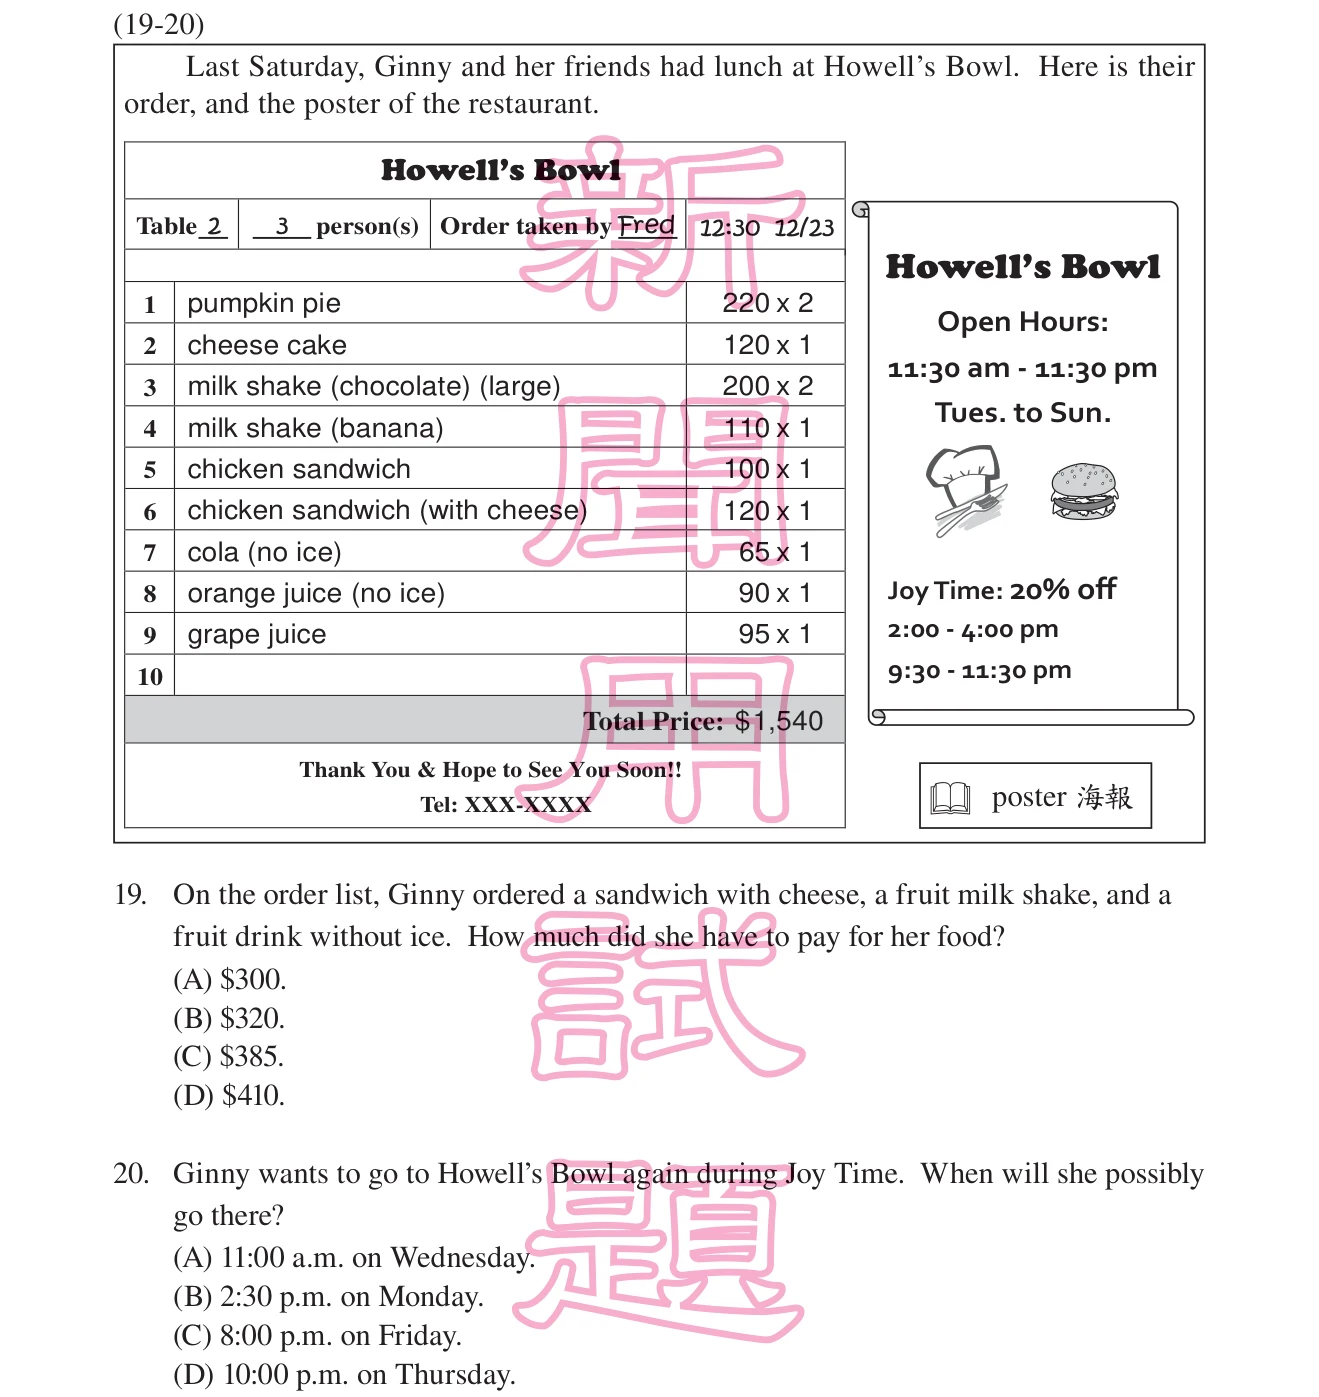 (19-20)
Last Saturday, Ginny and her friends had lunch at Howell's Bowl. Here is their
order, and the poster of the restaurant.
Howell's Bowl
Table 2 3 person(s) Order taken by Fred 12:30 12/23
1 pumpkin pie 220 x 2
2 cheese cake 120 x 1
3 milk shake (chocolate) (large) 200 x 2
4 milk shake (banana) 110 x 1
5 chicken sandwich 100 x 1
6 chicken sandwich (with cheese) 120 x 1
7 cola (no ice) 65 x 1
8 orange juice (no ice) 90 x 1
9 grape juice 95 x 1
10
Total Price: $1,540
Thank You & Hope to See You Soon!!
Tel: XXX-XXXX
Howell's Bowl
Open Hours:
11:30 am - 11:30 pm
Tues. to Sun.
Joy Time: 20% off
2:00 - 4:00 pm
9:30 - 11:30 pm
poster 海報
19. On the order list, Ginny ordered a sandwich with cheese, a fruit milk shake, and a
fruit drink without ice. How much did she have to pay for her food?
(A) $300.
(B) $320.
(C) $385.
(D) $410.
20. Ginny wants to go to Howell's Bowl again during Joy Time. When will she possibly
go there?
(A) 11:00 a.m. on Wednesday.
(B) 2:30 p.m. on Monday.
(C) 8:00 p.m. on Friday.
(D) 10:00 p.m. on Thursday.
新
聞
用
試
題